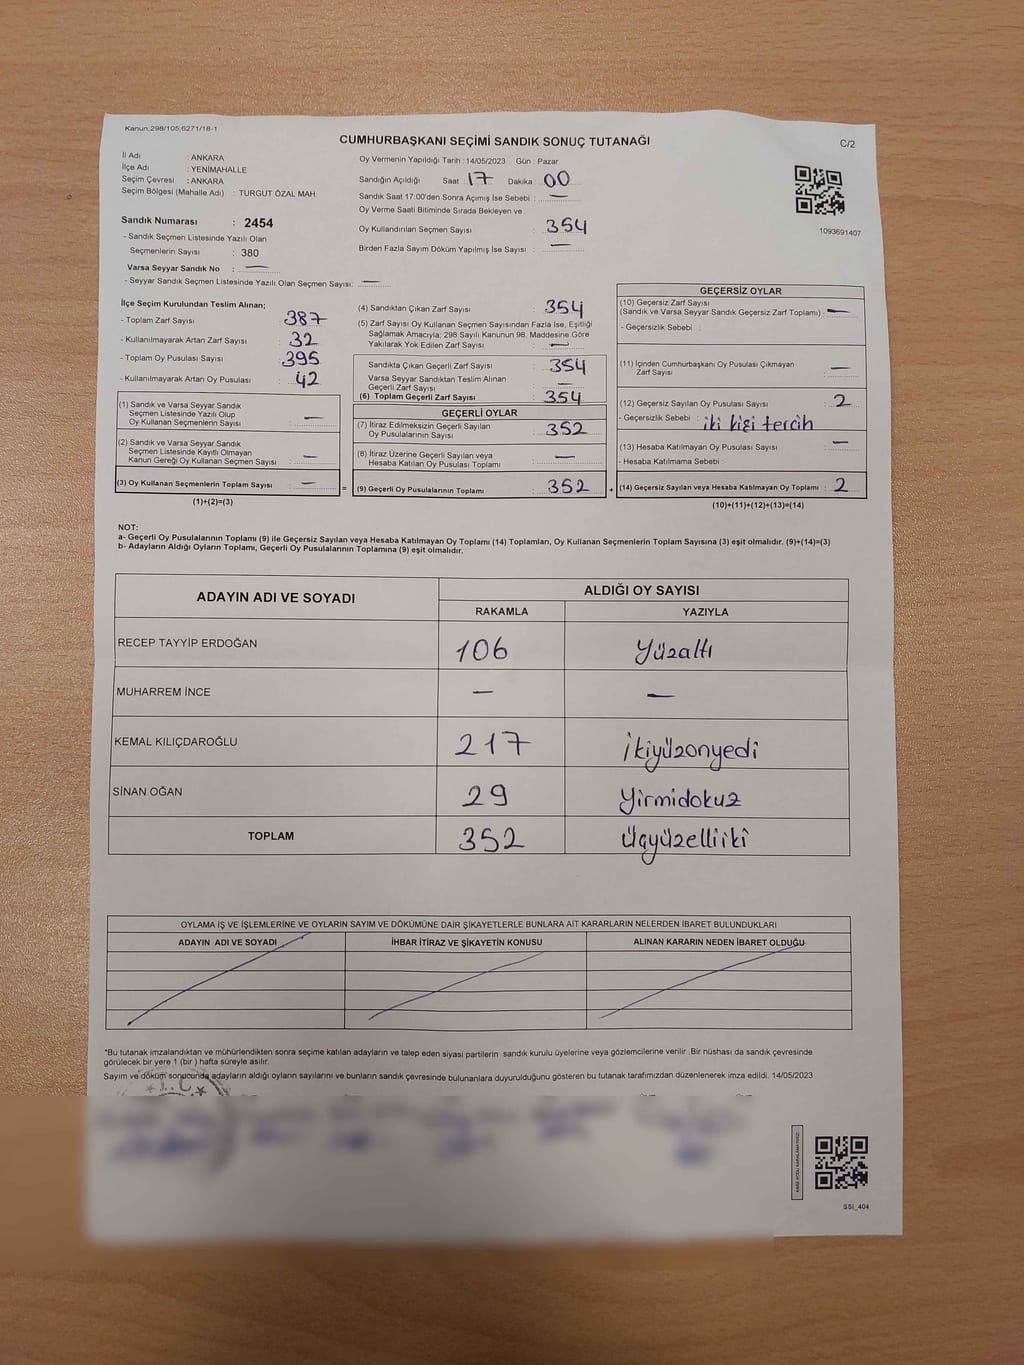 Kanun;298/105,6271/18-1
CUMHURBAŞKANI SEÇİMİ SANDIK SONUÇ TUTANAĞI
C/2
İl Adı : ANKARA
İlçe Adı : YENİMAHALLE
Seçim Çevresi : ANKARA
Seçim Bölgesi (Mahalle Adı) : TURGUT ÖZAL MAH.
Sandık Numarası : 2454
- Sandık Seçmen Listesinde Yazılı Olan
Seçmenlerin Sayısı : 380
Varsa Seyyar Sandık No : —
- Seyyar Sandık Seçmen Listesinde Yazılı Olan Seçmen Sayısı: —
Oy Vermenin Yapıldığı Tarih : 14/05/2023 Gün : Pazar
Sandığın Açıldığı Saat 17 Dakika : 00
Sandık Saat 17:00'den Sonra Açımış İse Sebebi : —
Oy Verme Saati Bitiminde Sırada Bekleyen ve
Oy Kullandırılan Seçmen Sayısı : 354
Birden Fazla Sayım Döküm Yapılmış İse Sayısı : —
1093691407
İlçe Seçim Kurulundan Teslim Alınan;
- Toplam Zarf Sayısı : 387
- Kullanılmayarak Artan Zarf Sayısı : 32
- Toplam Oy Pusulası Sayısı : 395
- Kullanılmayarak Artan Oy Pusulası : 42
(1) Sandık ve Varsa Seyyar Sandık
Seçmen Listesinde Yazılı Olup
Oy Kullanan Seçmenlerin Sayısı : —
(2) Sandık ve Varsa Seyyar Sandık
Seçmen Listesinde Kayıtlı Olmayan
Kanun Gereği Oy Kullanan Seçmen Sayısı : —
(3) Oy Kullanan Seçmenlerin Toplam Sayısı : —
(1)+(2)=(3)
(4) Sandıktan Çıkan Zarf Sayısı : 354
(5) Zarf Sayısı Oy Kullanan Seçmen Sayısından Fazla İse, Eşitliği
Sağlamak Amacıyla; 298 Sayılı Kanunun 98. Maddesine Göre
Yakılarak Yok Edilen Zarf Sayısı : —
Sandıkta Çıkan Geçerli Zarf Sayısı : 354
Varsa Seyyar Sandıktan Teslim Alınan
Geçerli Zarf Sayısı : —
(6) Toplam Geçerli Zarf Sayısı : 354
GEÇERLİ OYLAR
(7) İtiraz Edilmeksizin Geçerli Sayılan
Oy Pusulalarının Sayısı : 352
(8) İtiraz Üzerine Geçerli Sayılan veya
Hesaba Katılan Oy Pusulası Toplamı : —
= (9) Geçerli Oy Pusulalarının Toplamı : 352 +
GEÇERSİZ OYLAR
(10) Geçersiz Zarf Sayısı
(Sandık ve Varsa Seyyar Sandık Geçersiz Zarf Toplamı) : —
- Geçersizlik Sebebi :
(11) İçinden Cumhurbaşkanı Oy Pusulası Çıkmayan
Zarf Sayısı : —
(12) Geçersiz Sayılan Oy Pusulası Sayısı : 2
- Geçersizlik Sebebi : iki kişi tercih
(13) Hesaba Katılmayan Oy Pusulası Sayısı : —
- Hesaba Katılmama Sebebi :
(14) Geçersiz Sayılan veya Hesaba Katılmayan Oy Toplamı : 2
(10)+(11)+(12)+(13)=(14)
NOT:
a- Geçerli Oy Pusulalarının Toplamı (9) ile Geçersiz Sayılan veya Hesaba Katılmayan Oy Toplamı (14) Toplamları, Oy Kullanan Seçmenlerin Toplam Sayısına (3) eşit olmalıdır. (9)+(14)=(3)
b- Adayların Aldığı Oyların Toplamı, Geçerli Oy Pusulalarının Toplamına (9) eşit olmalıdır.
ADAYIN ADI VE SOYADI ALDIĞI OY SAYISI
RAKAMLA YAZIYLA
RECEP TAYYİP ERDOĞAN 106 Yüzaltı
MUHARREM İNCE — —
KEMAL KILIÇDAROĞLU 217 İkiyüzonyedi
SİNAN OĞAN 29 Yirmidokuz
TOPLAM 352 Üçyüzelliiki
OYLAMA İŞ VE İŞLEMLERİNE VE OYLARIN SAYIM VE DÖKÜMÜNE DAİR ŞİKAYETLERLE BUNLARA AİT KARARLARIN NELERDEN İBARET BULUNDUKLARI
ADAYIN ADI VE SOYADI İHBAR İTİRAZ VE ŞİKAYETİN KONUSU ALINAN KARARIN NEDEN İBARET OLDUĞU
*Bu tutanak imzalandıktan ve mühürlendikten sonra seçime katılan adayların ve talep eden siyasi partilerin sandık kurulu üyelerine veya gözlemcilerine verilir .Bir nüshası da sandık çevresinde
görülecek bir yere 1 (bir ) hafta süreyle asılır.
Sayım ve döküm sonucunda adayların aldığı oyların sayılarını ve bunların sandık çevresinde bulunanlara duyurulduğunu gösteren bu tutanak tarafımızdan düzenlenerek imza edildi. 14/05/2023
T.C.
SSİ_404